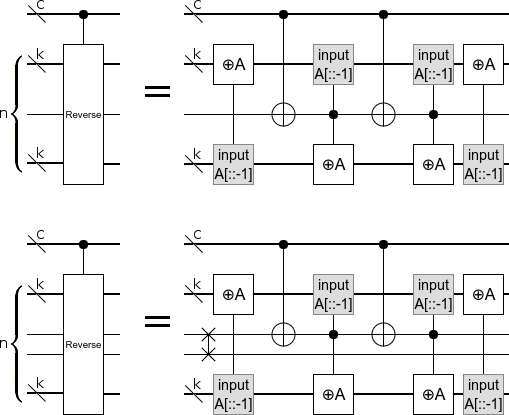 c c
k k ⊕A input A[::-1] input A[::-1] ⊕A
n Reverse =
k k input A[::-1] ⊕A ⊕A input A[::-1]
c c
k k ⊕A input A[::-1] input A[::-1] ⊕A
n Reverse =
k k input A[::-1] ⊕A ⊕A input A[::-1]